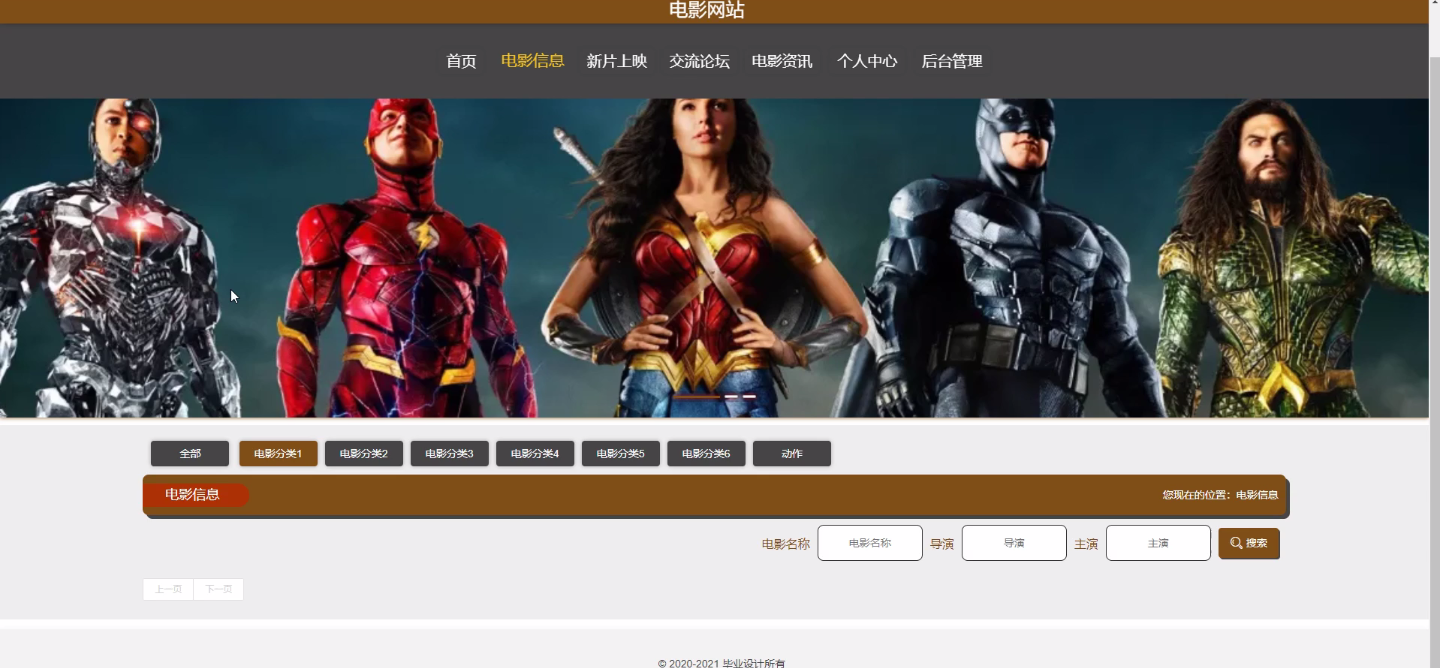 电影网站
首页 电影信息 新片上映 交流论坛 电影资讯 个人中心 后台管理
全部 电影分类1 电影分类2 电影分类3 电影分类4 电影分类5 电影分类6 动作
电影信息 您现在的位置：电影信息
电影名称 电影名称 导演 导演 主演 主演 搜索
上一页 下一页
© 2020-2021 毕业设计所有